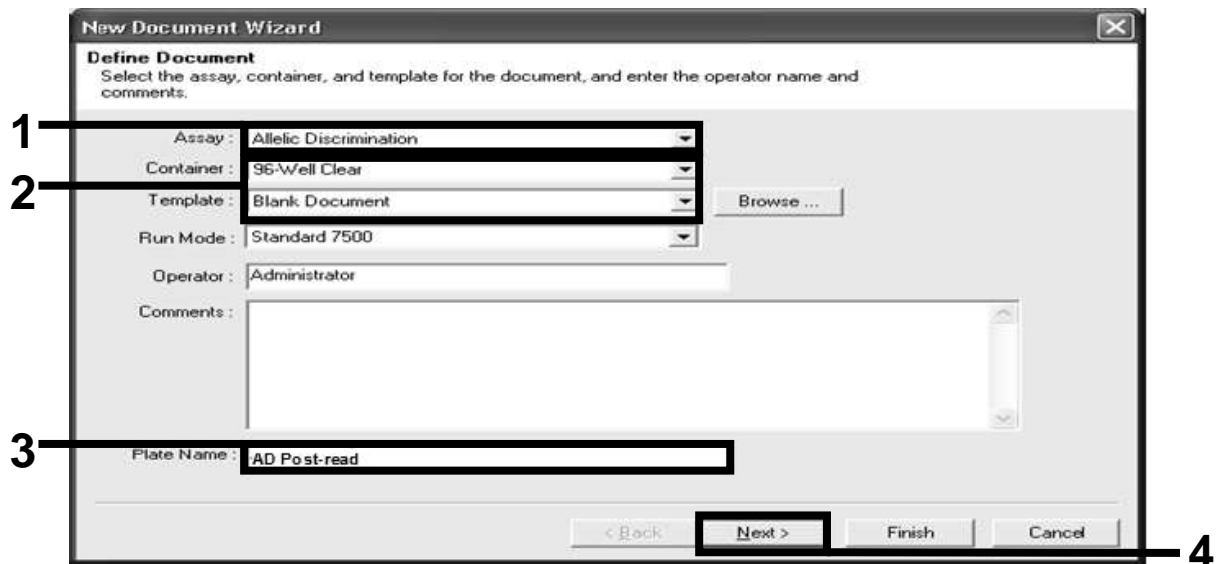 New Document Wizard
Define Document
Select the assay, container, and template for the document, and enter the operator name and
comments.
1
Assay : Allelic Discrimination
Container : 96-Well Clear
2
Template : Blank Document Browse ...
Run Mode : Standard 7500
Operator : Administrator
Comments :
3
Plate Name : AD Post-read
< Back Next > Finish Cancel
4